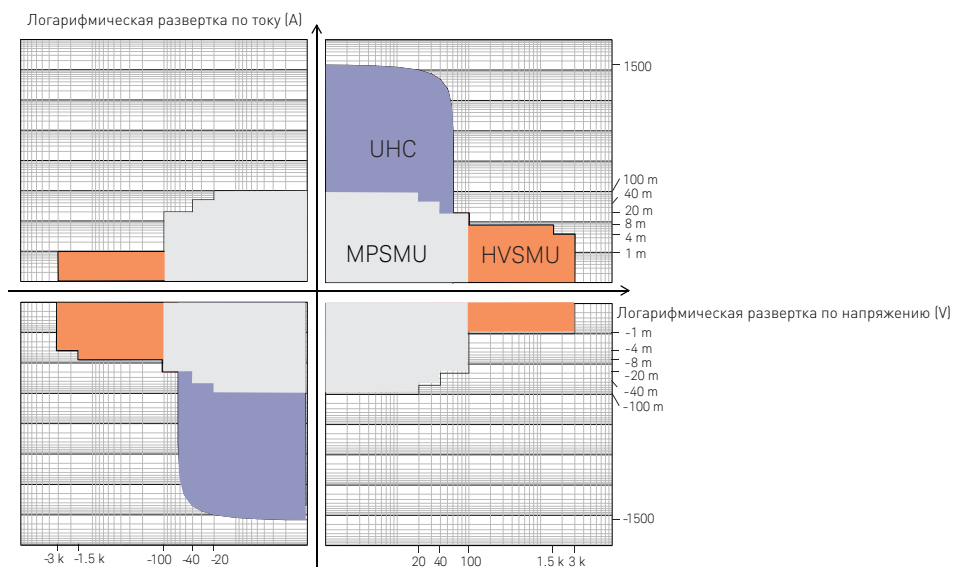 Логарифмическая развертка по току (А)
1500
UHC
100 m
40 m
20 m
8 m
4 m
1 m
MPSMU
HVSMU
Логарифмическая развертка по напряжению (V)
-1 m
-4 m
-8 m
-20 m
-40 m
-100 m
-1500
-3 k
-1.5 k
-100
-40
-20
20
40
100
1.5 k
3 k